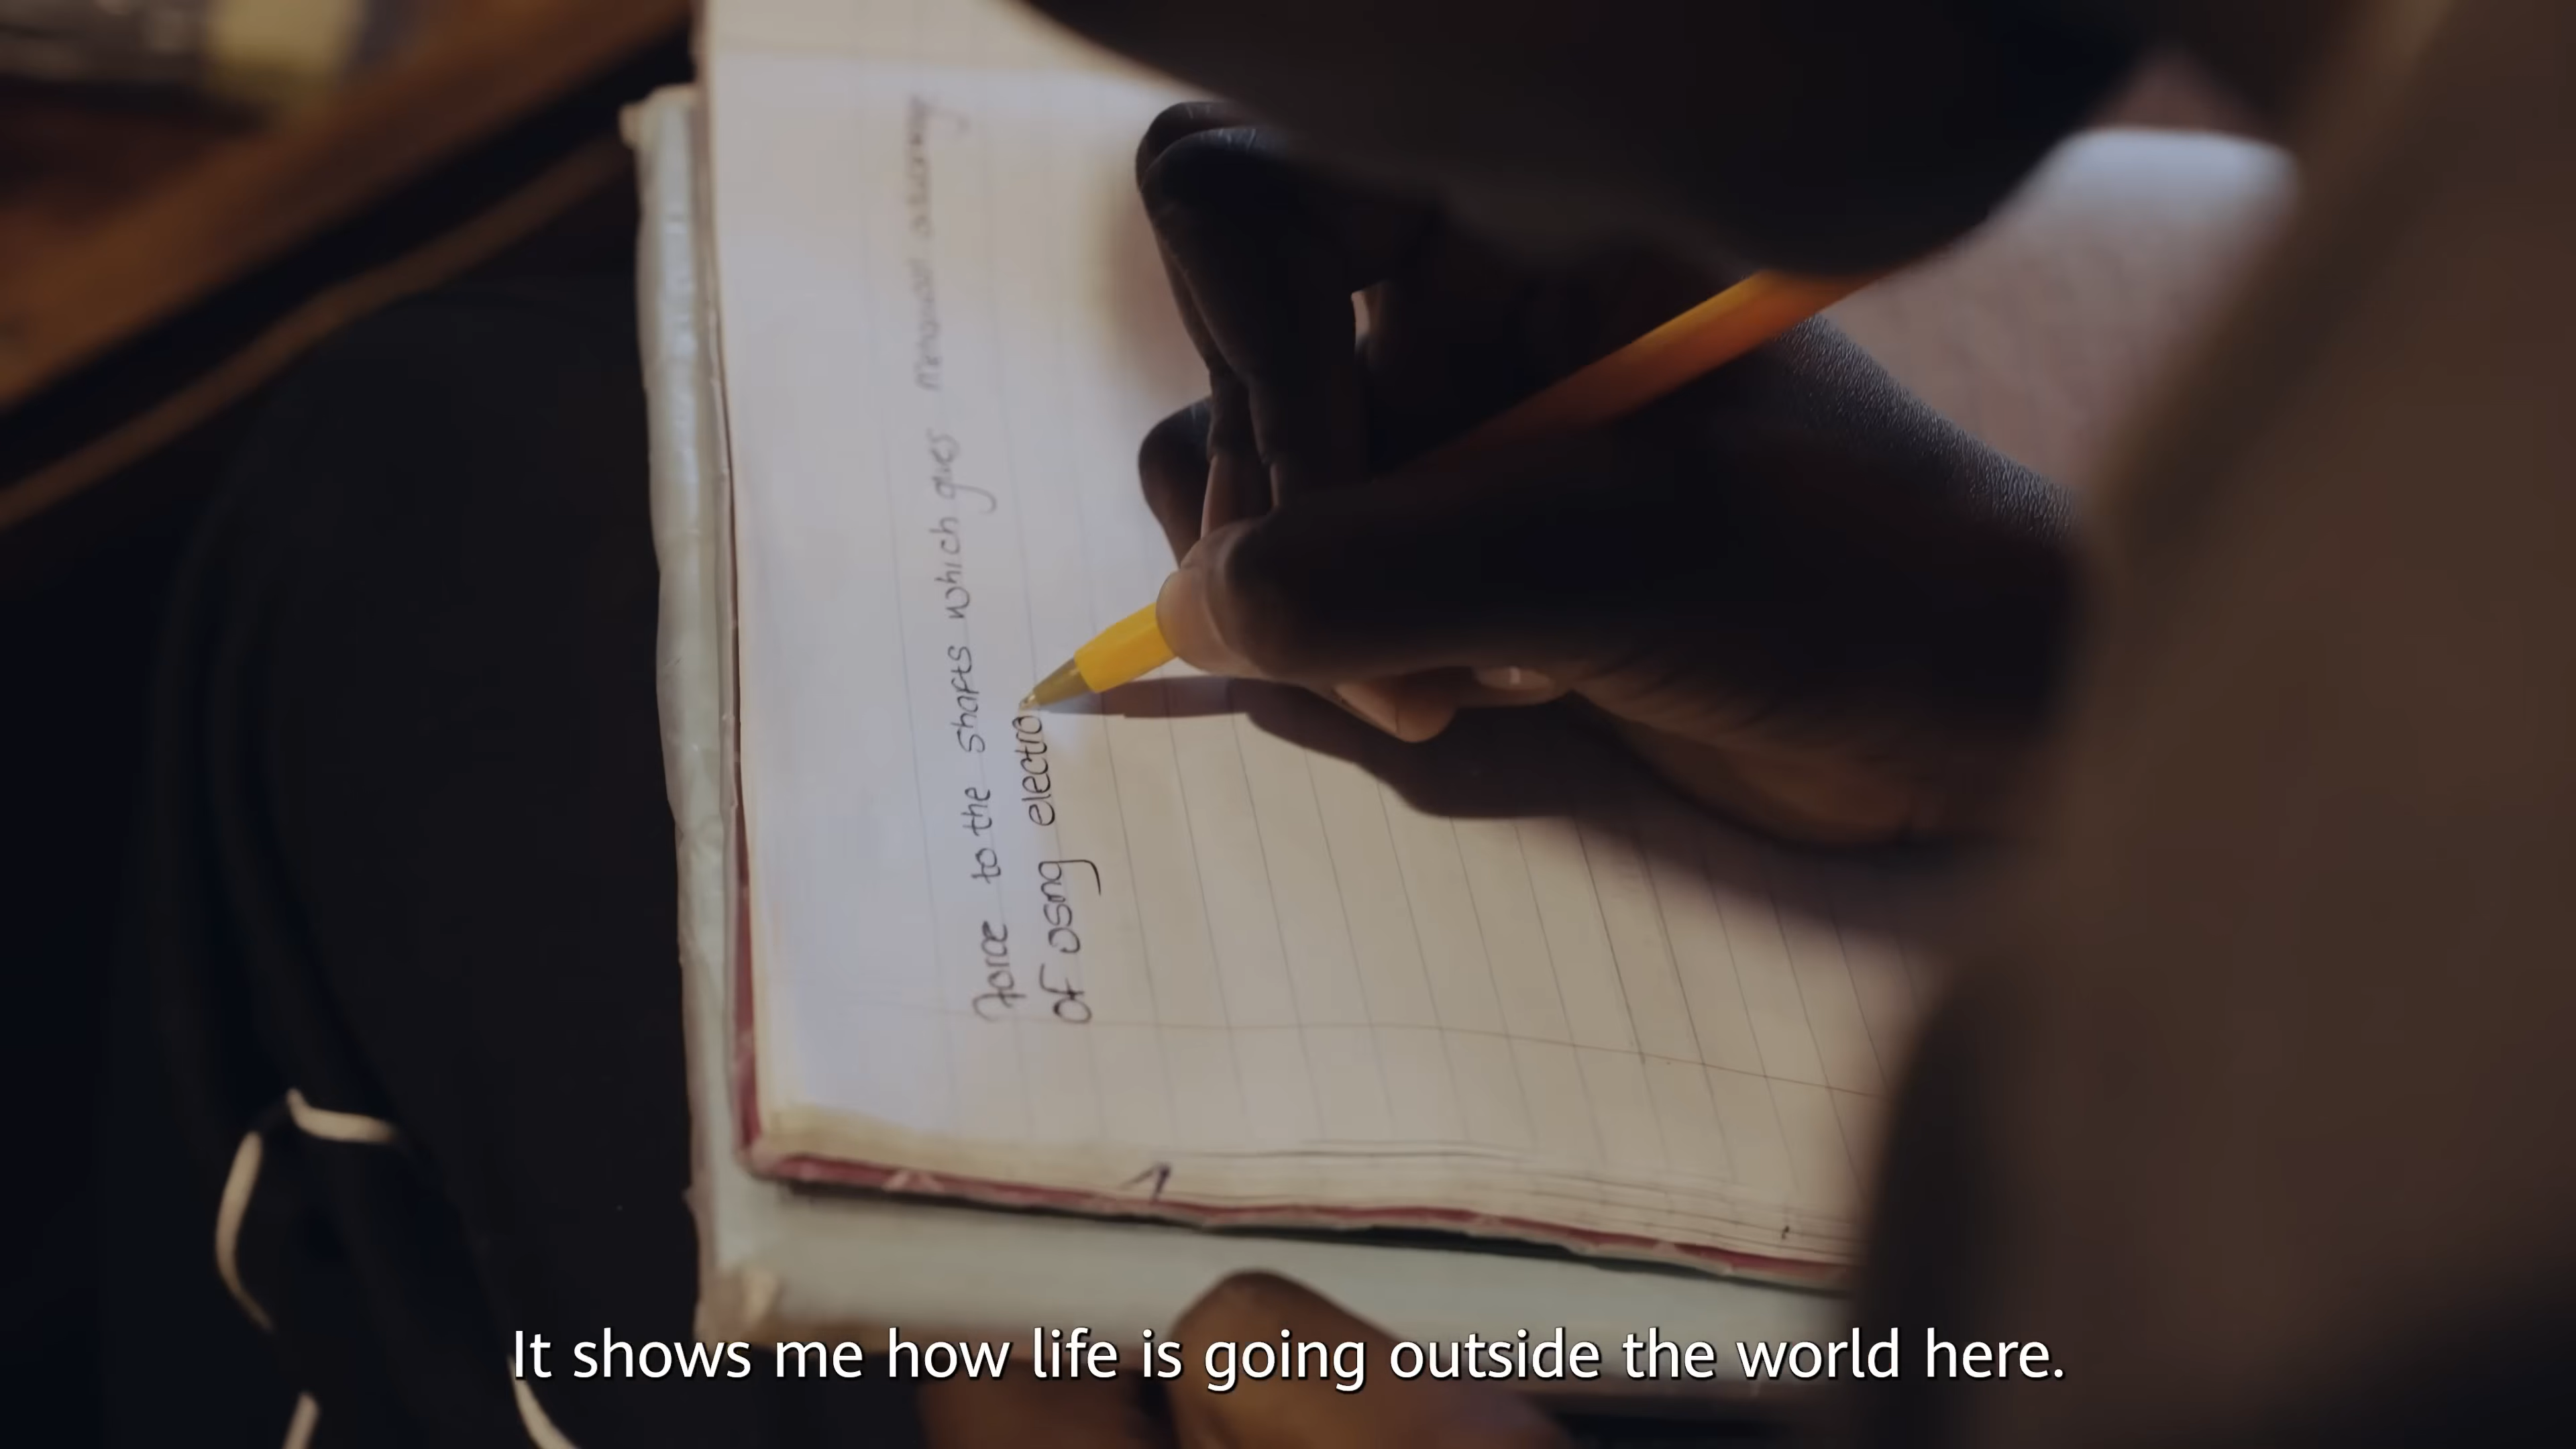 force to the shafts which gives
of using electro
It shows me how life is going outside the world here.